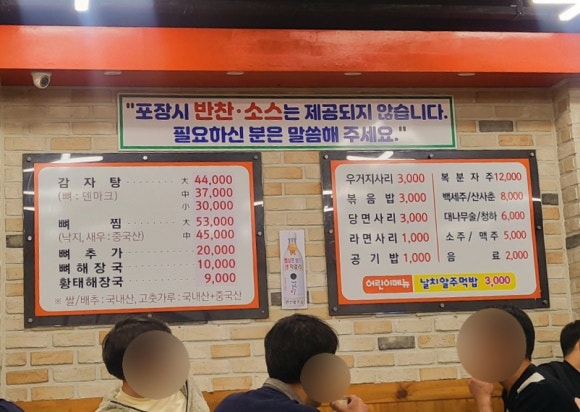 "포장시 반찬·소스는 제공되지 않습니다.
필요하신 분은 말씀해 주세요."
감자탕 大 44,000
(뼈 : 덴마크) 中 37,000
小 30,000
뼈찜 大 53,000
(낙지,새우:중국산) 中 45,000
뼈추가 20,000
뼈해장국 10,000
황태해장국 9,000
※ 쌀/배추 : 국내산, 고춧가루 : 국내산+중국산
우거지사리 3,000
볶음밥 3,000
당면사리 3,000
라면사리 1,000
공기밥 1,000
복분자주 12,000
백세주/산사춘 8,000
대나무술/청하 6,000
소주/맥주 5,000
음료 2,000
어린이메뉴 날치알주먹밥 3,000